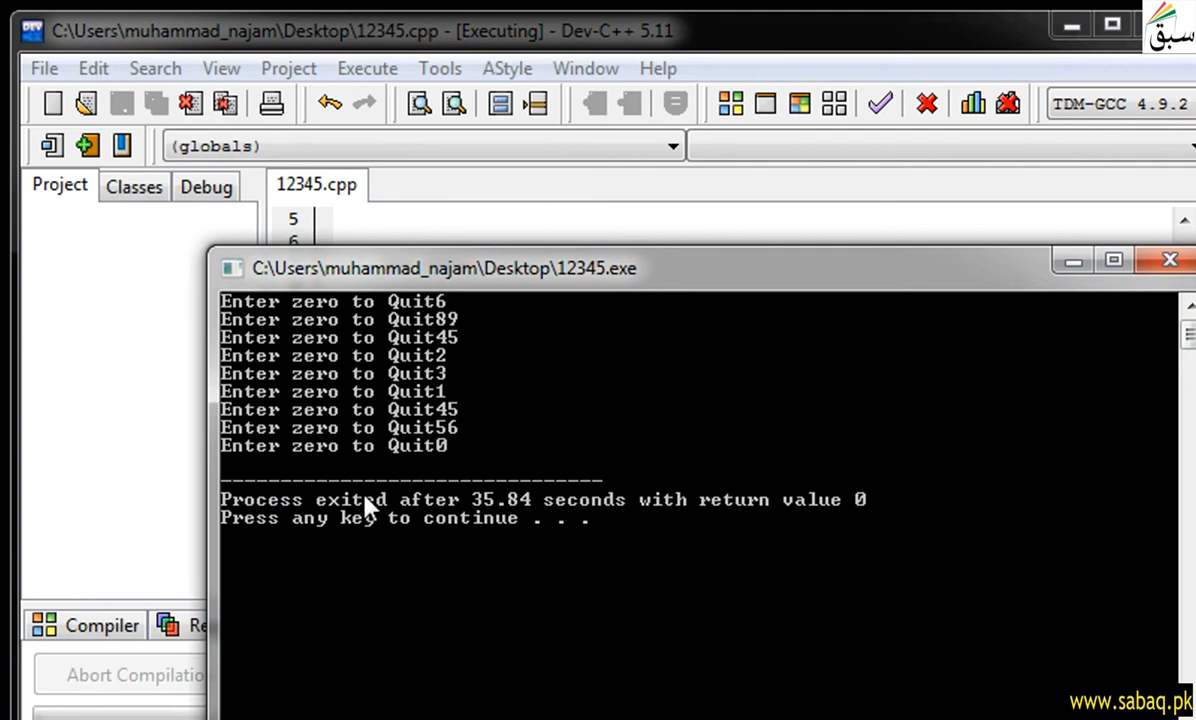 سبق
DEV
C:\Users\muhammad_najam\Desktop\12345.cpp - [Executing] - Dev-C++ 5.11
File Edit Search View Project Execute Tools AStyle Window Help
TDM-GCC 4.9.2
(globals)
Project Classes Debug 12345.cpp
5
6
C:\Users\muhammad_najam\Desktop\12345.exe
Enter zero to Quit6
Enter zero to Quit89
Enter zero to Quit45
Enter zero to Quit2
Enter zero to Quit3
Enter zero to Quit1
Enter zero to Quit45
Enter zero to Quit56
Enter zero to Quit0
--------------------------------
Process exited after 35.84 seconds with return value 0
Press any key to continue . . .
Compiler Re
Abort Compilatio
www.sabaq.pk